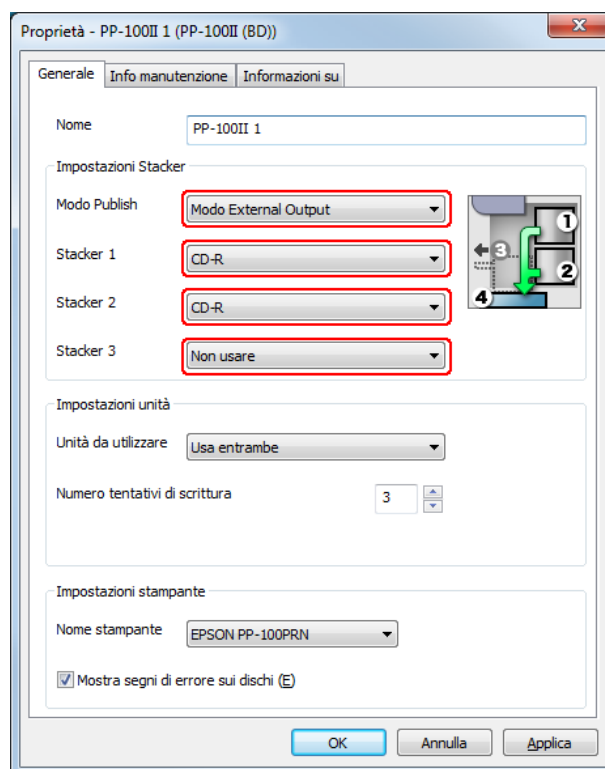 Proprietà - PP-100II 1 (PP-100II (BD))
Generale Info manutenzione Informazioni su
Nome PP-100II 1
Impostazioni Stacker
Modo Publish Modo External Output
Stacker 1 CD-R
Stacker 2 CD-R
Stacker 3 Non usare
1
3
2
4
Impostazioni unità
Unità da utilizzare Usa entrambe
Numero tentativi di scrittura 3
Impostazioni stampante
Nome stampante EPSON PP-100PRN
Mostra segni di errore sui dischi (E)
OK Annulla Applica